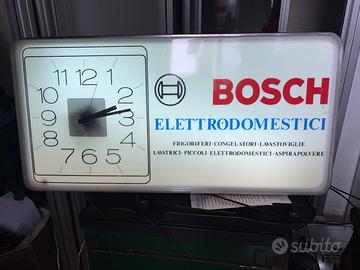 12
11
1
10
2
9
3
8
4
7
5
6
BOSCH
ELETTRODOMESTICI
FRIGORIFERI·CONGELATORI·LAVASTOVIGLIE
LAVATRICI·PICCOLI ELETTRODOMESTICI·ASPIRAPOLVERE
subito